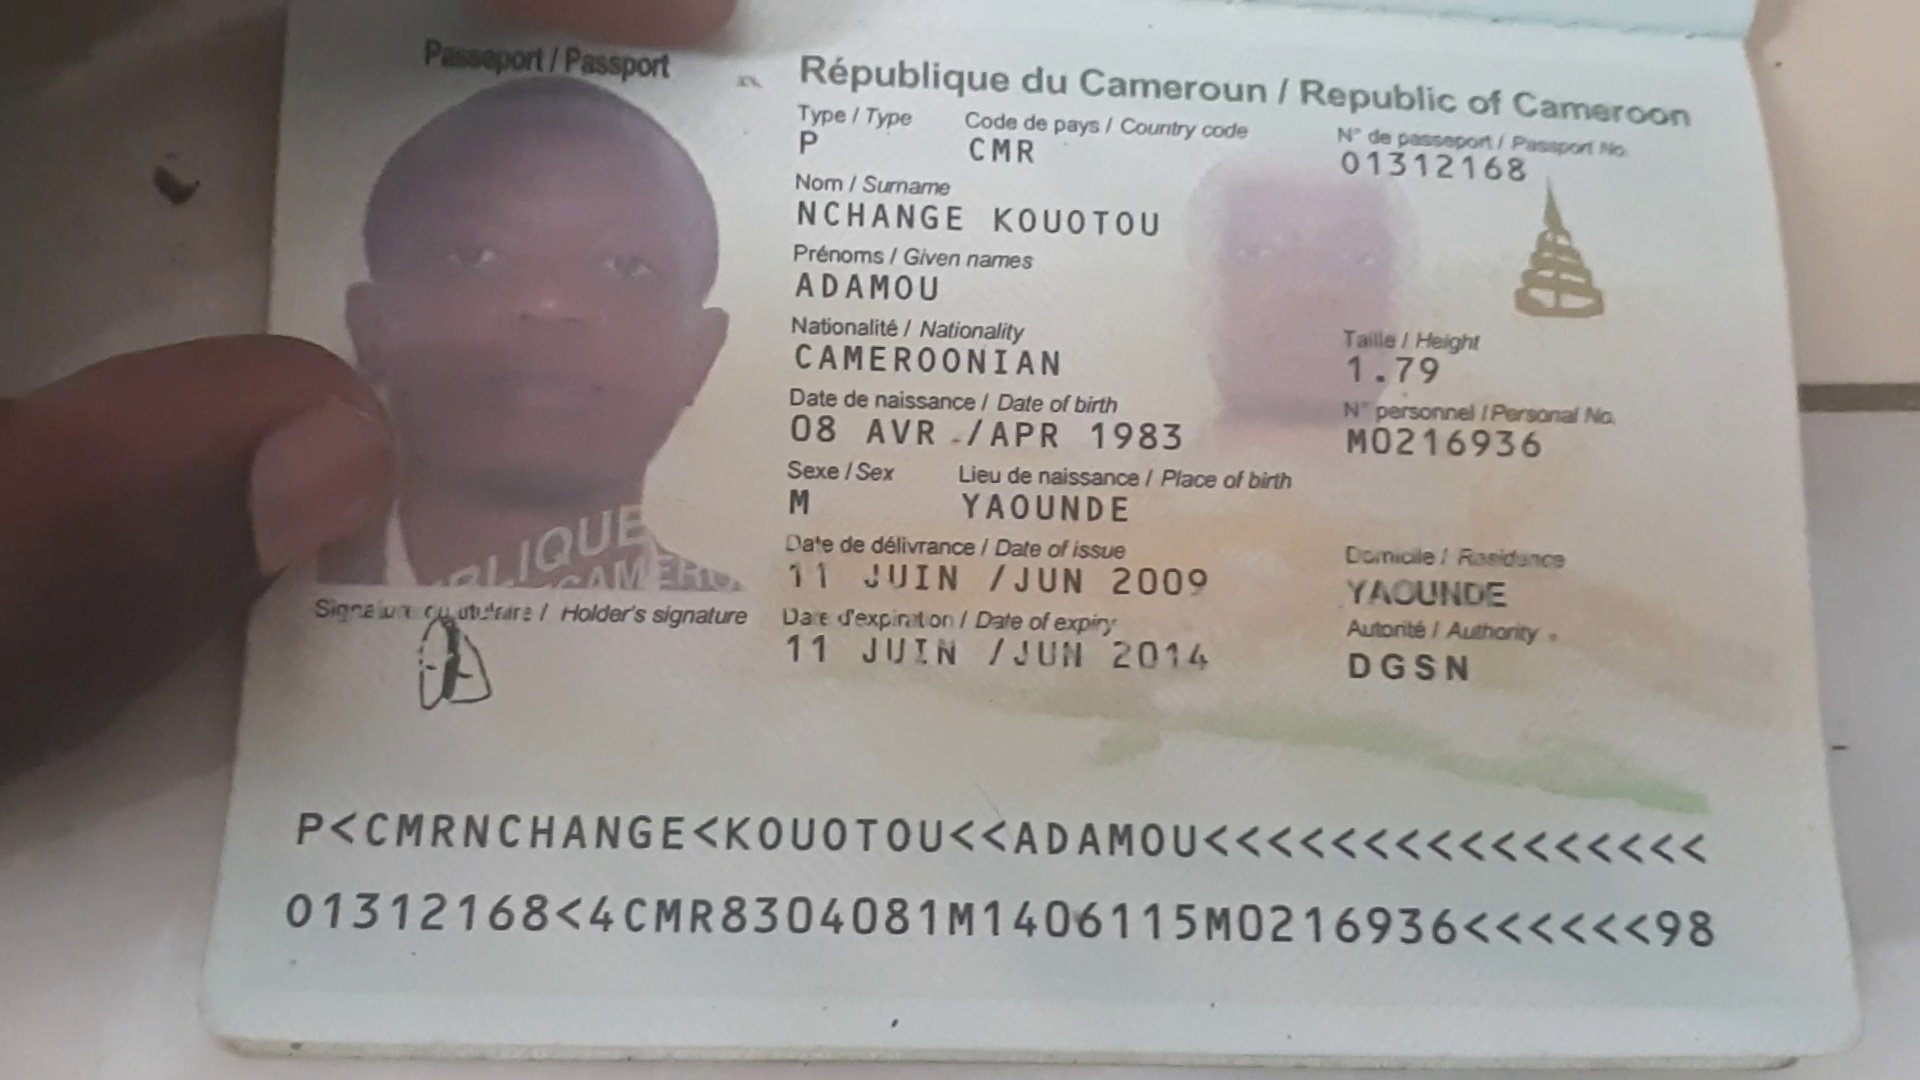 Passeport / Passport
République du Cameroun / Republic of Cameroon
Type / Type Code de pays / Country code N° de passeport / Passport No.
P CMR 01312168
Nom / Surname
NCHANGE KOUOTOU
Prénoms / Given names
ADAMOU
Nationalité / Nationality Taille / Height
CAMEROONIAN 1.79
Date de naissance / Date of birth N° personnel / Personal No.
08 AVR ./APR 1983 M0216936
Sexe / Sex Lieu de naissance / Place of birth
M YAOUNDE
Date de délivrance / Date of issue Domicile / Residence
11 JUIN /JUN 2009 YAOUNDE
Signature du titulaire / Holder's signature Date d'expiration / Date of expiry Autorité / Authority
11 JUIN /JUN 2014 DGSN
P<CMRNCHANGE<KOUOTOU<<ADAMOU<<<<<<<<<<<<<<<<
01312168<4CMR8304081M1406115M0216936<<<<<<98